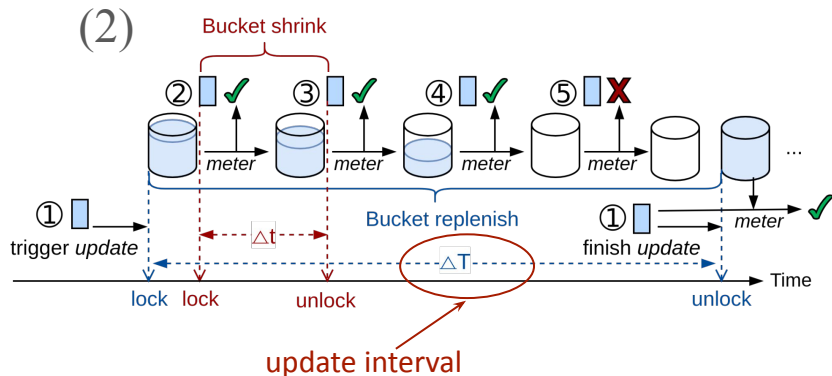 (2)
Bucket shrink
② ③ ④ ⑤ X
meter meter meter meter ...
① Bucket replenish ① meter
trigger update △t finish update
△T
Time
lock lock unlock unlock
update interval